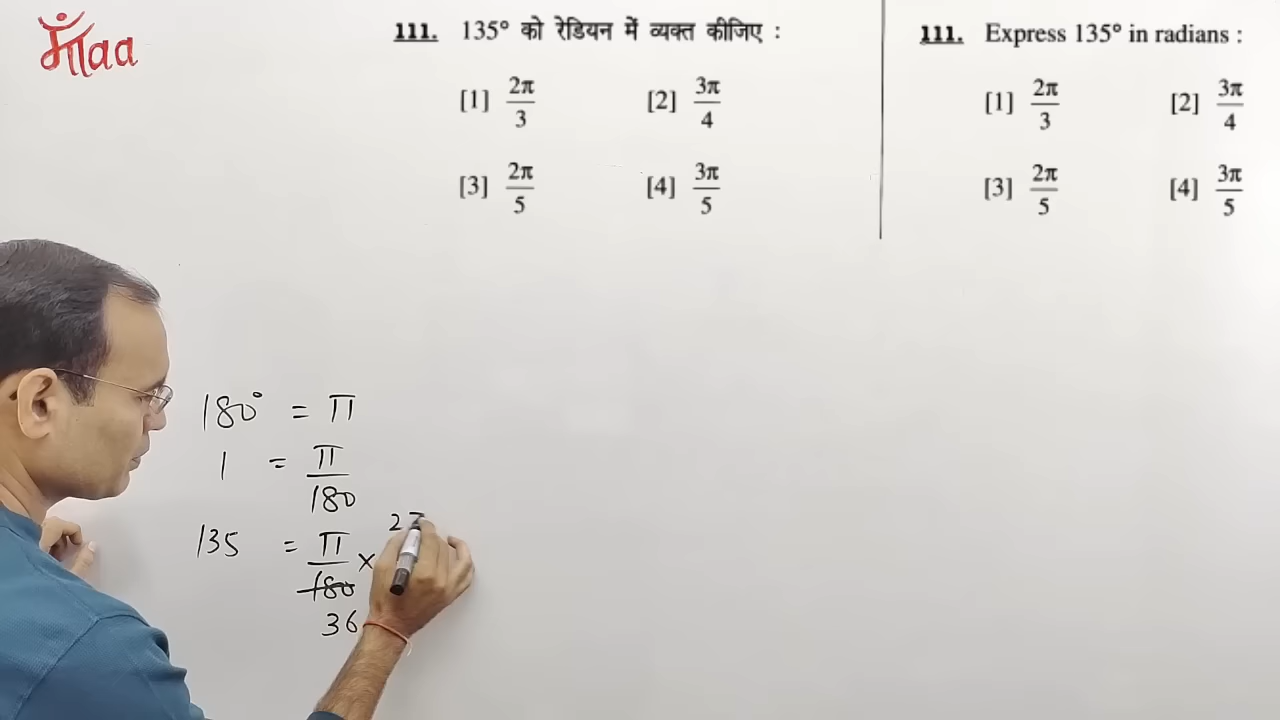 माँaa
111. 135° को रेडियन में व्यक्त कीजिए :
[1] 2π/3 [2] 3π/4
[3] 2π/5 [4] 3π/5
111. Express 135° in radians :
[1] 2π/3 [2] 3π/4
[3] 2π/5 [4] 3π/5
180° = π
1 = π/180
135 = π/180 ×
27
36